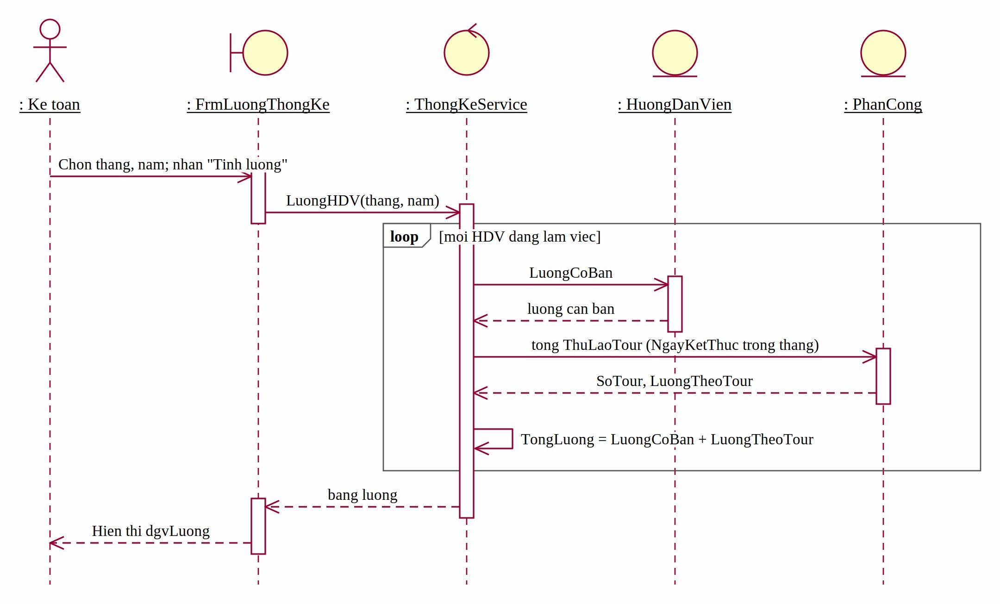 : Ke toan
: FrmLuongThongKe
: ThongKeService
: HuongDanVien
: PhanCong
Chon thang, nam; nhan "Tinh luong"
LuongHDV(thang, nam)
loop [moi HDV dang lam viec]
LuongCoBan
luong can ban
tong ThuLaoTour (NgayKetThuc trong thang)
SoTour, LuongTheoTour
TongLuong = LuongCoBan + LuongTheoTour
bang luong
Hien thi dgvLuong